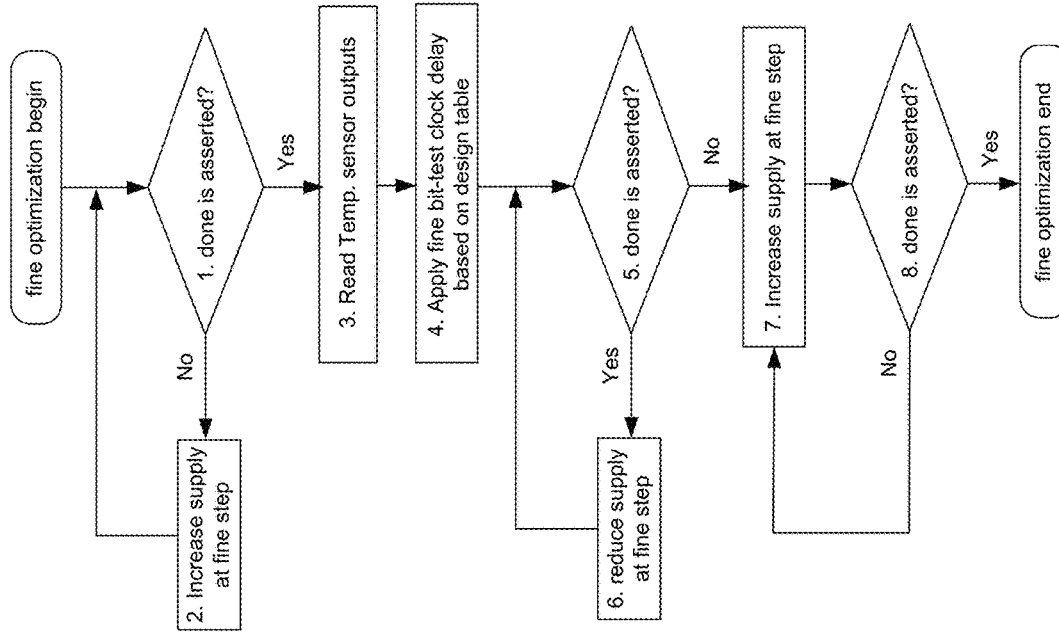 fine optimization begin
1. done is asserted?
No
Yes
2. Increase supply
at fine step
3. Read Temp. sensor outputs
4. Apply fine bit-test clock delay
based on design table
5. done is asserted?
Yes
No
6. reduce supply
at fine step
7. Increase supply at fine step
8. done is asserted?
No
Yes
fine optimization end